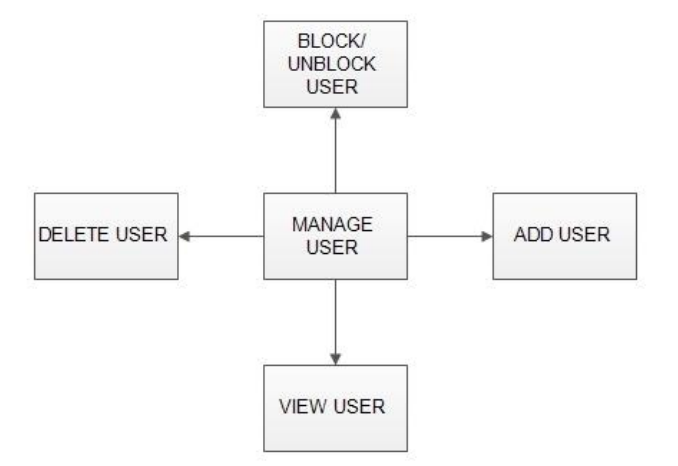 BLOCK/
UNBLOCK
USER
DELETE USER
MANAGE
USER
ADD USER
VIEW USER